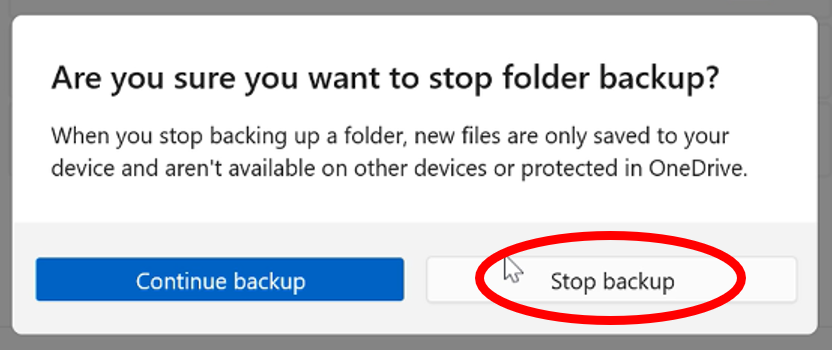 Are you sure you want to stop folder backup?
When you stop backing up a folder, new files are only saved to your
device and aren't available on other devices or protected in OneDrive.
Continue backup
Stop backup